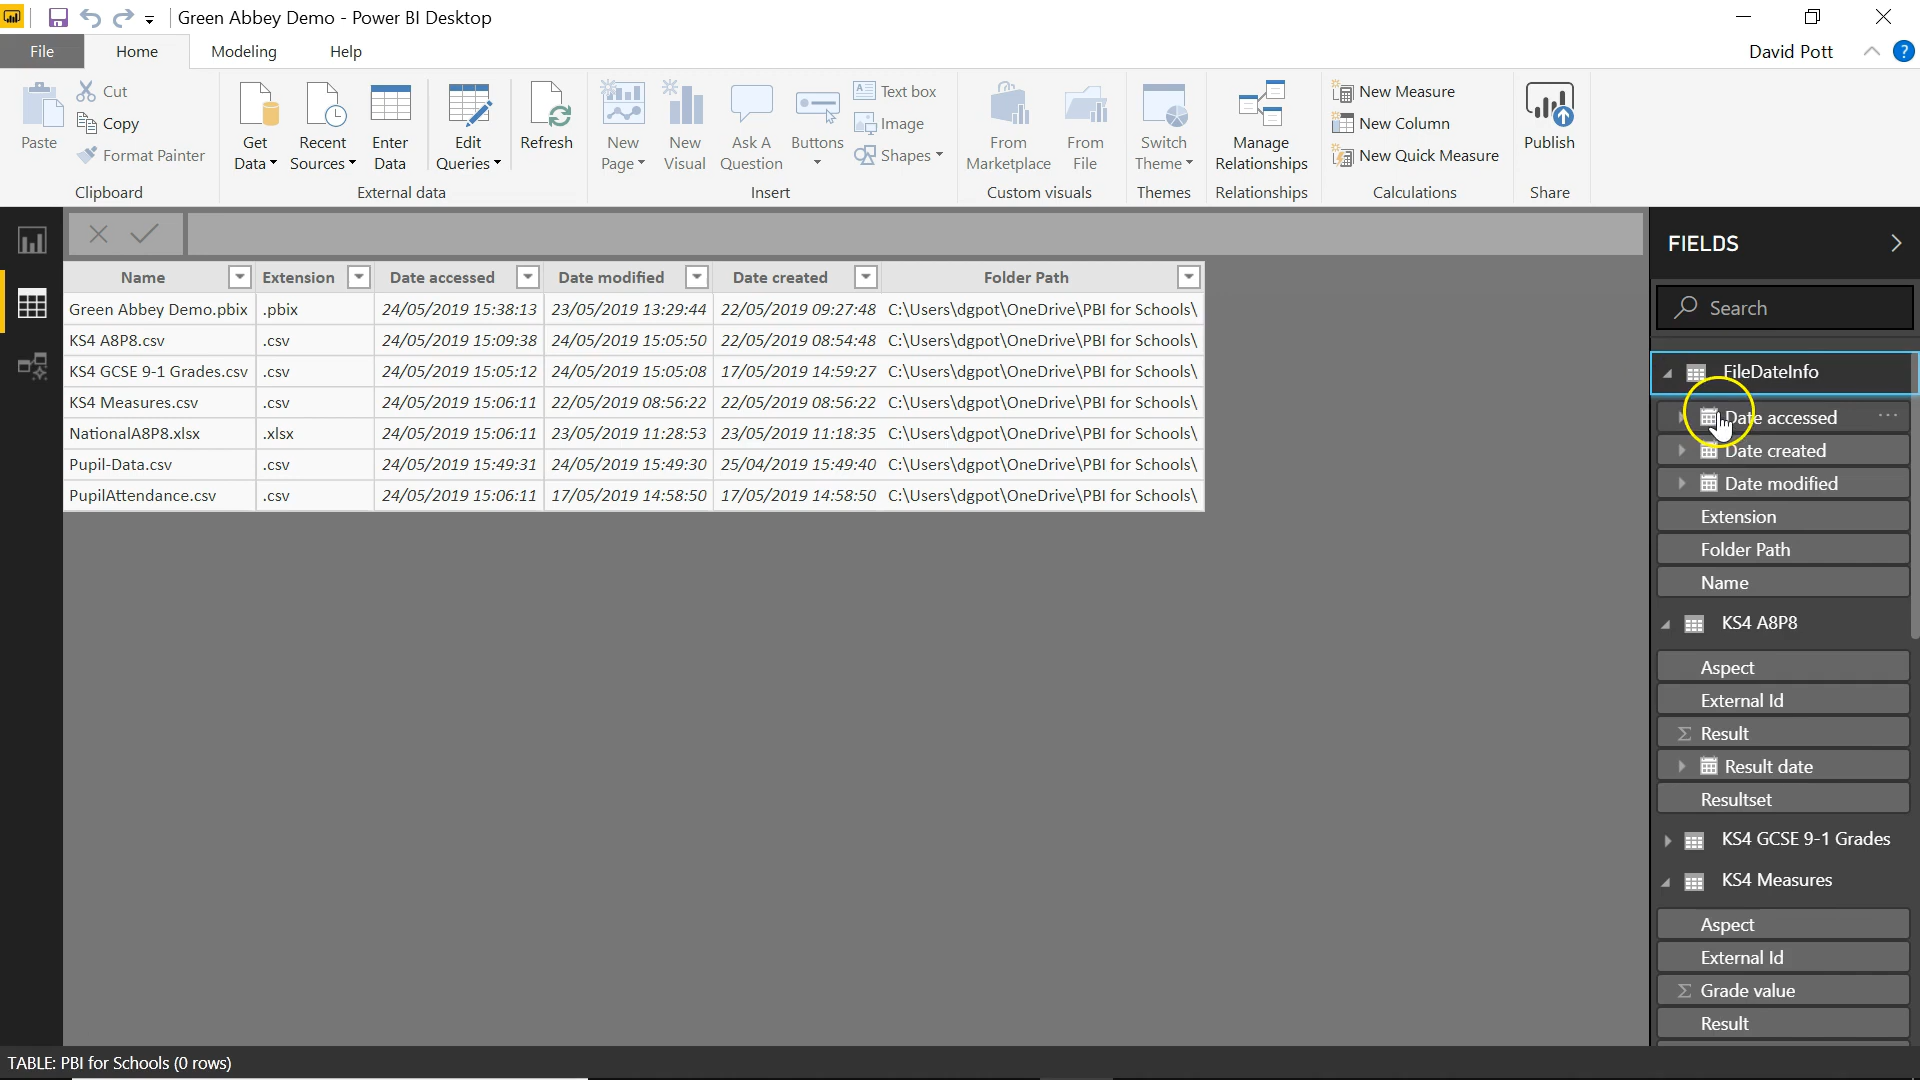 Green Abbey Demo - Power BI Desktop
File Home Modeling Help David Pott ?
Paste
Cut
Copy
Format Painter
Clipboard
Get Data
Recent Sources
Enter Data
Edit Queries
Refresh
External data
New Page
New Visual
Ask A Question
Buttons
Text box
Image
Shapes
Insert
From Marketplace
From File
Custom visuals
Switch Theme
Themes
Manage Relationships
Relationships
New Measure
New Column
New Quick Measure
Calculations
Publish
Share
Name Extension Date accessed Date modified Date created Folder Path
Green Abbey Demo.pbix .pbix 24/05/2019 15:38:13 23/05/2019 13:29:44 22/05/2019 09:27:48 C:\Users\dgpot\OneDrive\PBI for Schools\
KS4 A8P8.csv .csv 24/05/2019 15:09:38 24/05/2019 15:05:50 22/05/2019 08:54:48 C:\Users\dgpot\OneDrive\PBI for Schools\
KS4 GCSE 9-1 Grades.csv .csv 24/05/2019 15:05:12 24/05/2019 15:05:08 17/05/2019 14:59:27 C:\Users\dgpot\OneDrive\PBI for Schools\
KS4 Measures.csv .csv 24/05/2019 15:06:11 22/05/2019 08:56:22 22/05/2019 08:56:22 C:\Users\dgpot\OneDrive\PBI for Schools\
NationalA8P8.xlsx .xlsx 24/05/2019 15:06:11 23/05/2019 11:28:53 23/05/2019 11:18:35 C:\Users\dgpot\OneDrive\PBI for Schools\
Pupil-Data.csv .csv 24/05/2019 15:49:31 24/05/2019 15:49:30 25/04/2019 15:49:40 C:\Users\dgpot\OneDrive\PBI for Schools\
PupilAttendance.csv .csv 24/05/2019 15:06:11 17/05/2019 14:58:50 17/05/2019 14:58:50 C:\Users\dgpot\OneDrive\PBI for Schools\
FIELDS
Search
FileDateInfo
Date accessed
Date created
Date modified
Extension
Folder Path
Name
KS4 A8P8
Aspect
External Id
Σ Result
Result date
Resultset
KS4 GCSE 9-1 Grades
KS4 Measures
Aspect
External Id
Σ Grade value
Result
TABLE: PBI for Schools (0 rows)